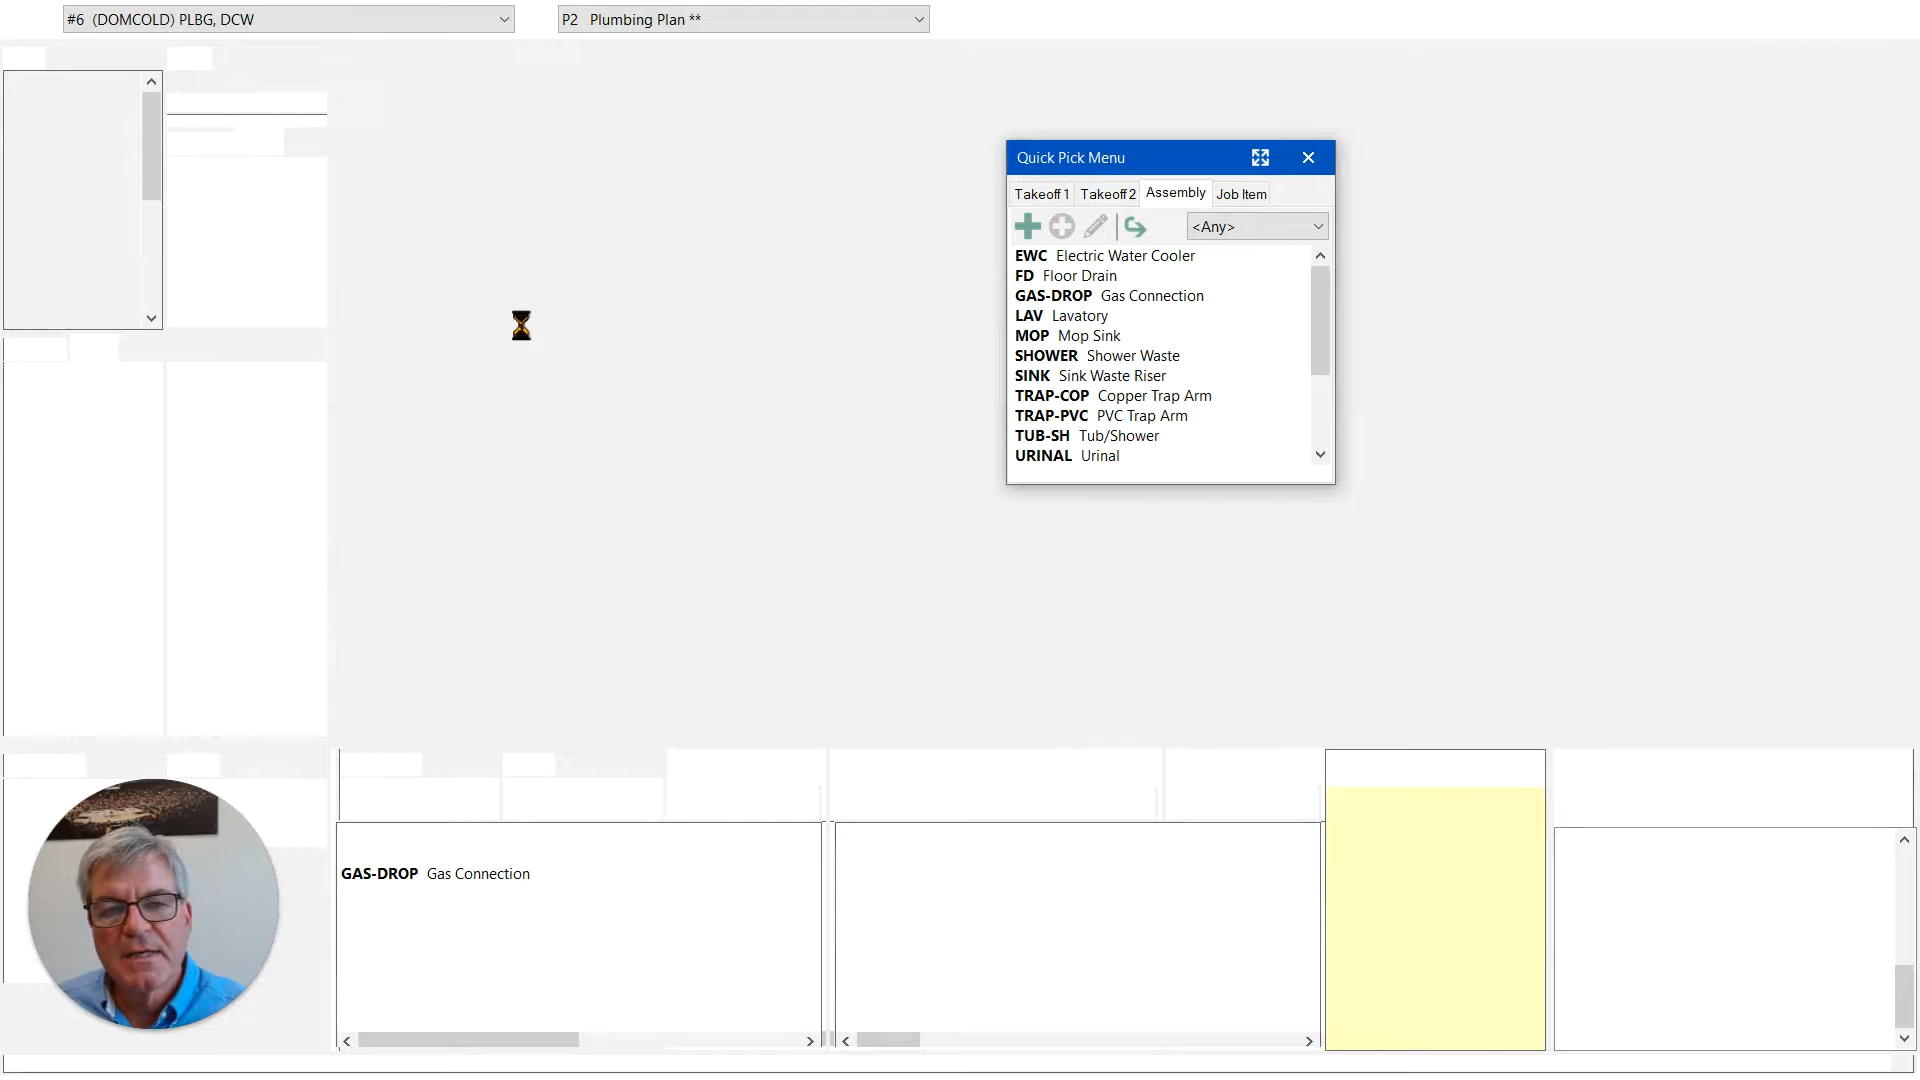 #6 (DOMCOLD) PLBG, DCW
P2 Plumbing Plan **
Quick Pick Menu
Takeoff 1 Takeoff 2 Assembly Job Item
<Any>
EWC Electric Water Cooler
FD Floor Drain
GAS-DROP Gas Connection
LAV Lavatory
MOP Mop Sink
SHOWER Shower Waste
SINK Sink Waste Riser
TRAP-COP Copper Trap Arm
TRAP-PVC PVC Trap Arm
TUB-SH Tub/Shower
URINAL Urinal
GAS-DROP Gas Connection